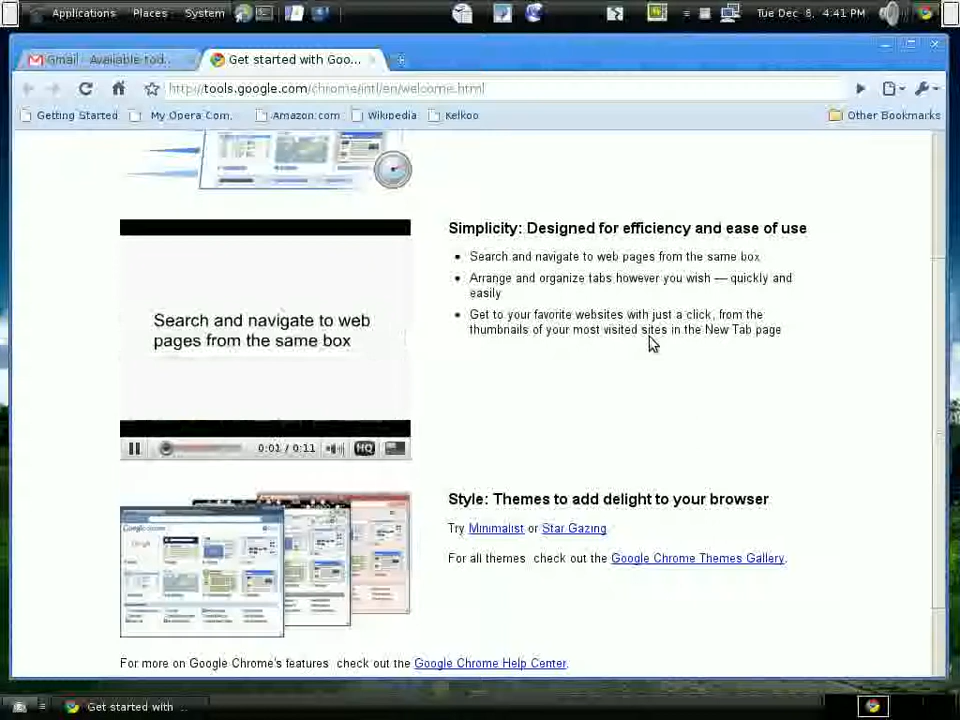 Applications Places System Tue Dec 8, 4:41 PM
Gmail - Available tod... Get started with Goo...
http://tools.google.com/chrome/intl/en/welcome.html
Getting Started My Opera Com... Amazon.com Wikipedia Kelkoo Other Bookmarks
Simplicity: Designed for efficiency and ease of use
Search and navigate to web pages from the same box
Arrange and organize tabs however you wish — quickly and
easily
Get to your favorite websites with just a click, from the
thumbnails of your most visited sites in the New Tab page
Search and navigate to web
pages from the same box
0:01 / 0:11 HQ
Style: Themes to add delight to your browser
Try Minimalist or Star Gazing.
For all themes check out the Google Chrome Themes Gallery.
For more on Google Chrome's features check out the Google Chrome Help Center.
Get started with ...